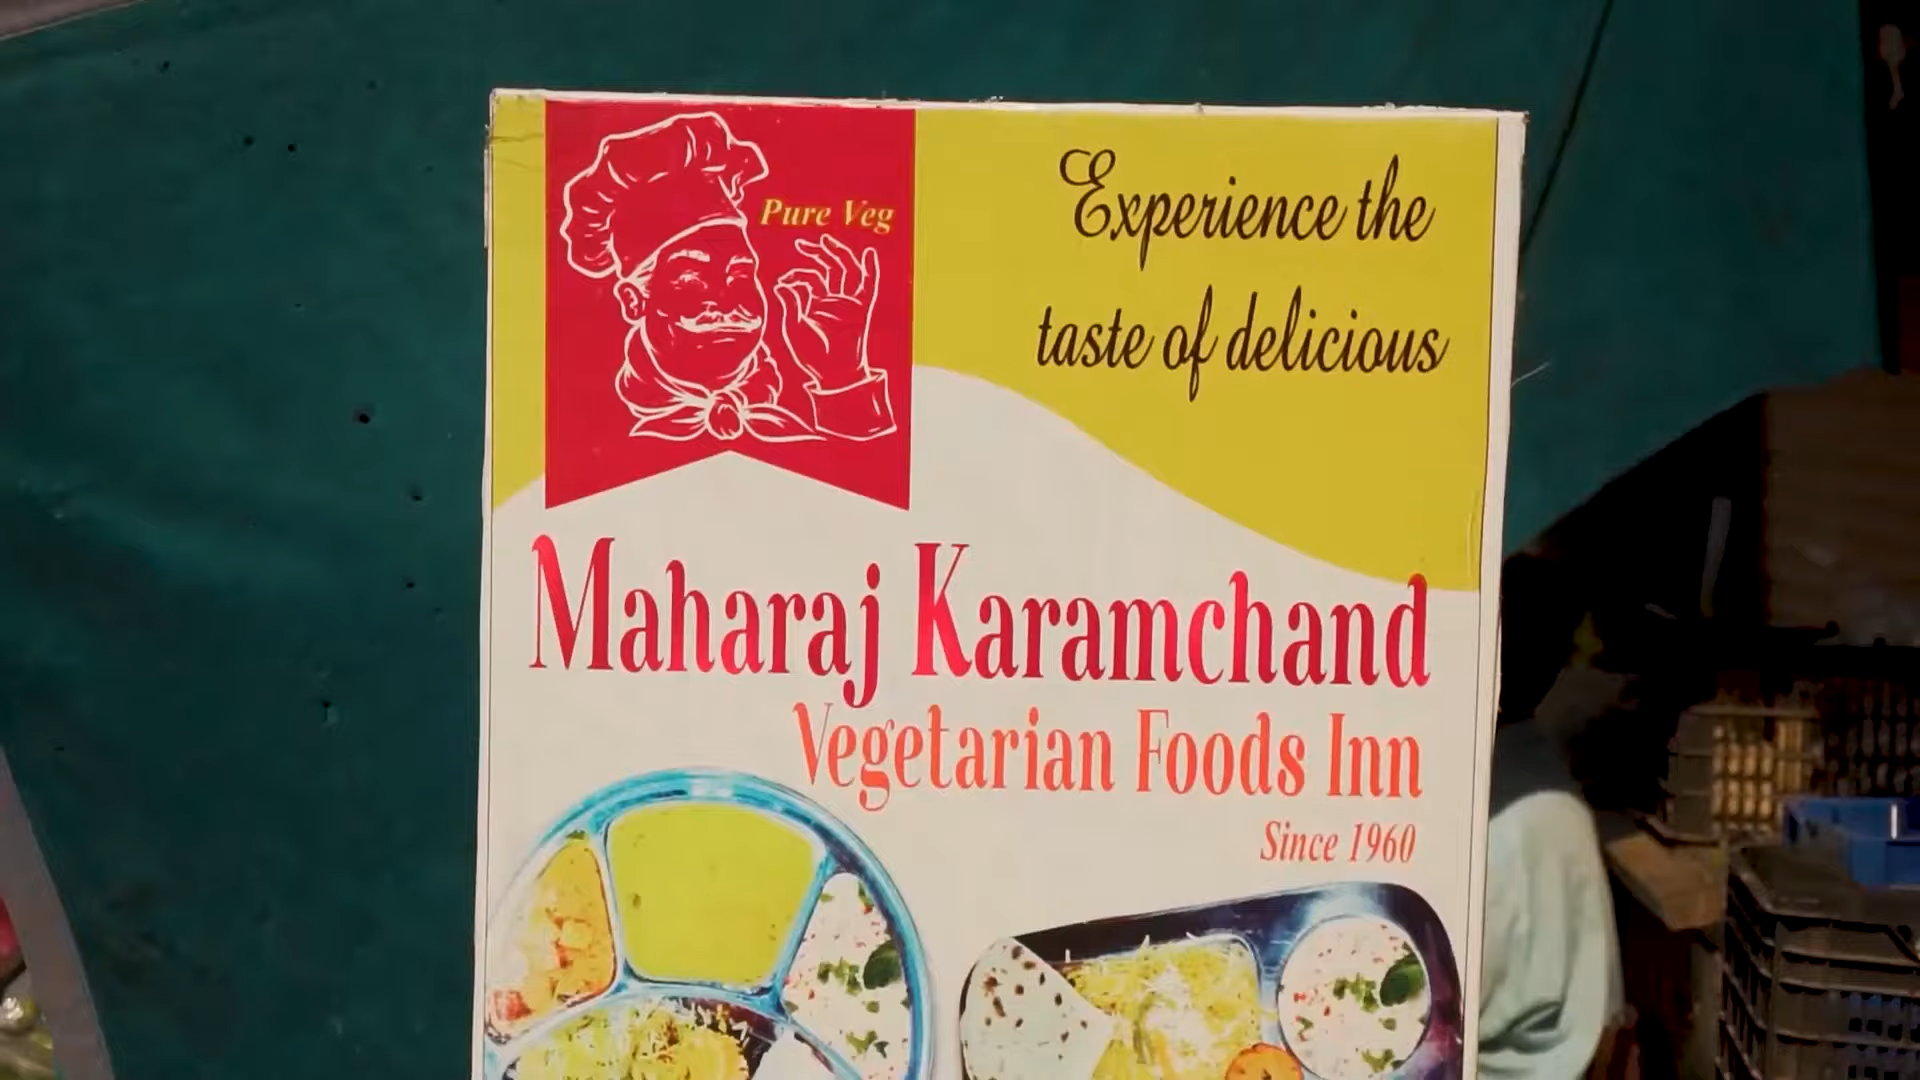 Pure Veg
Experience the
taste of delicious
Maharaj Karamchand
Vegetarian Foods Inn
Since 1960